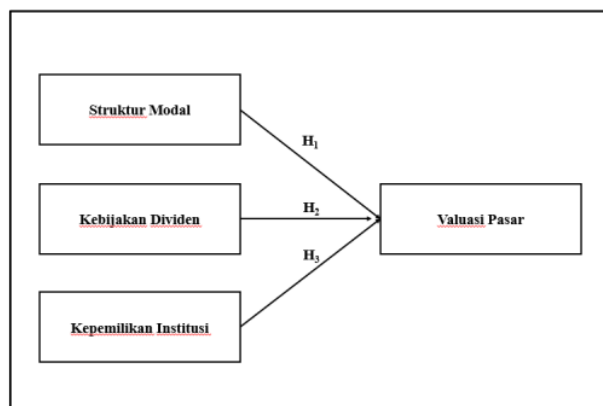 Struktur Modal
H₁
Kebijakan Dividen
H₂
Valuasi Pasar
H₃
Kepemilikan Institusi